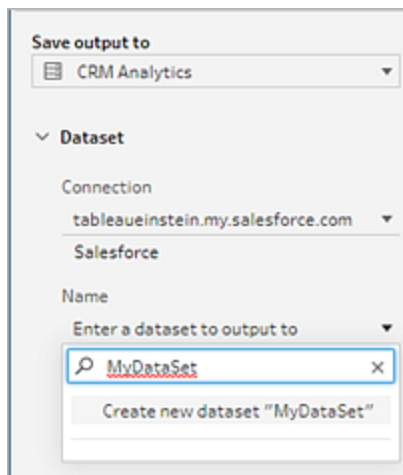 Save output to
CRM Analytics
Dataset
Connection
tableaueinstein.my.salesforce.com
Salesforce
Name
Enter a dataset to output to
MyDataSet
Create new dataset "MyDataSet"